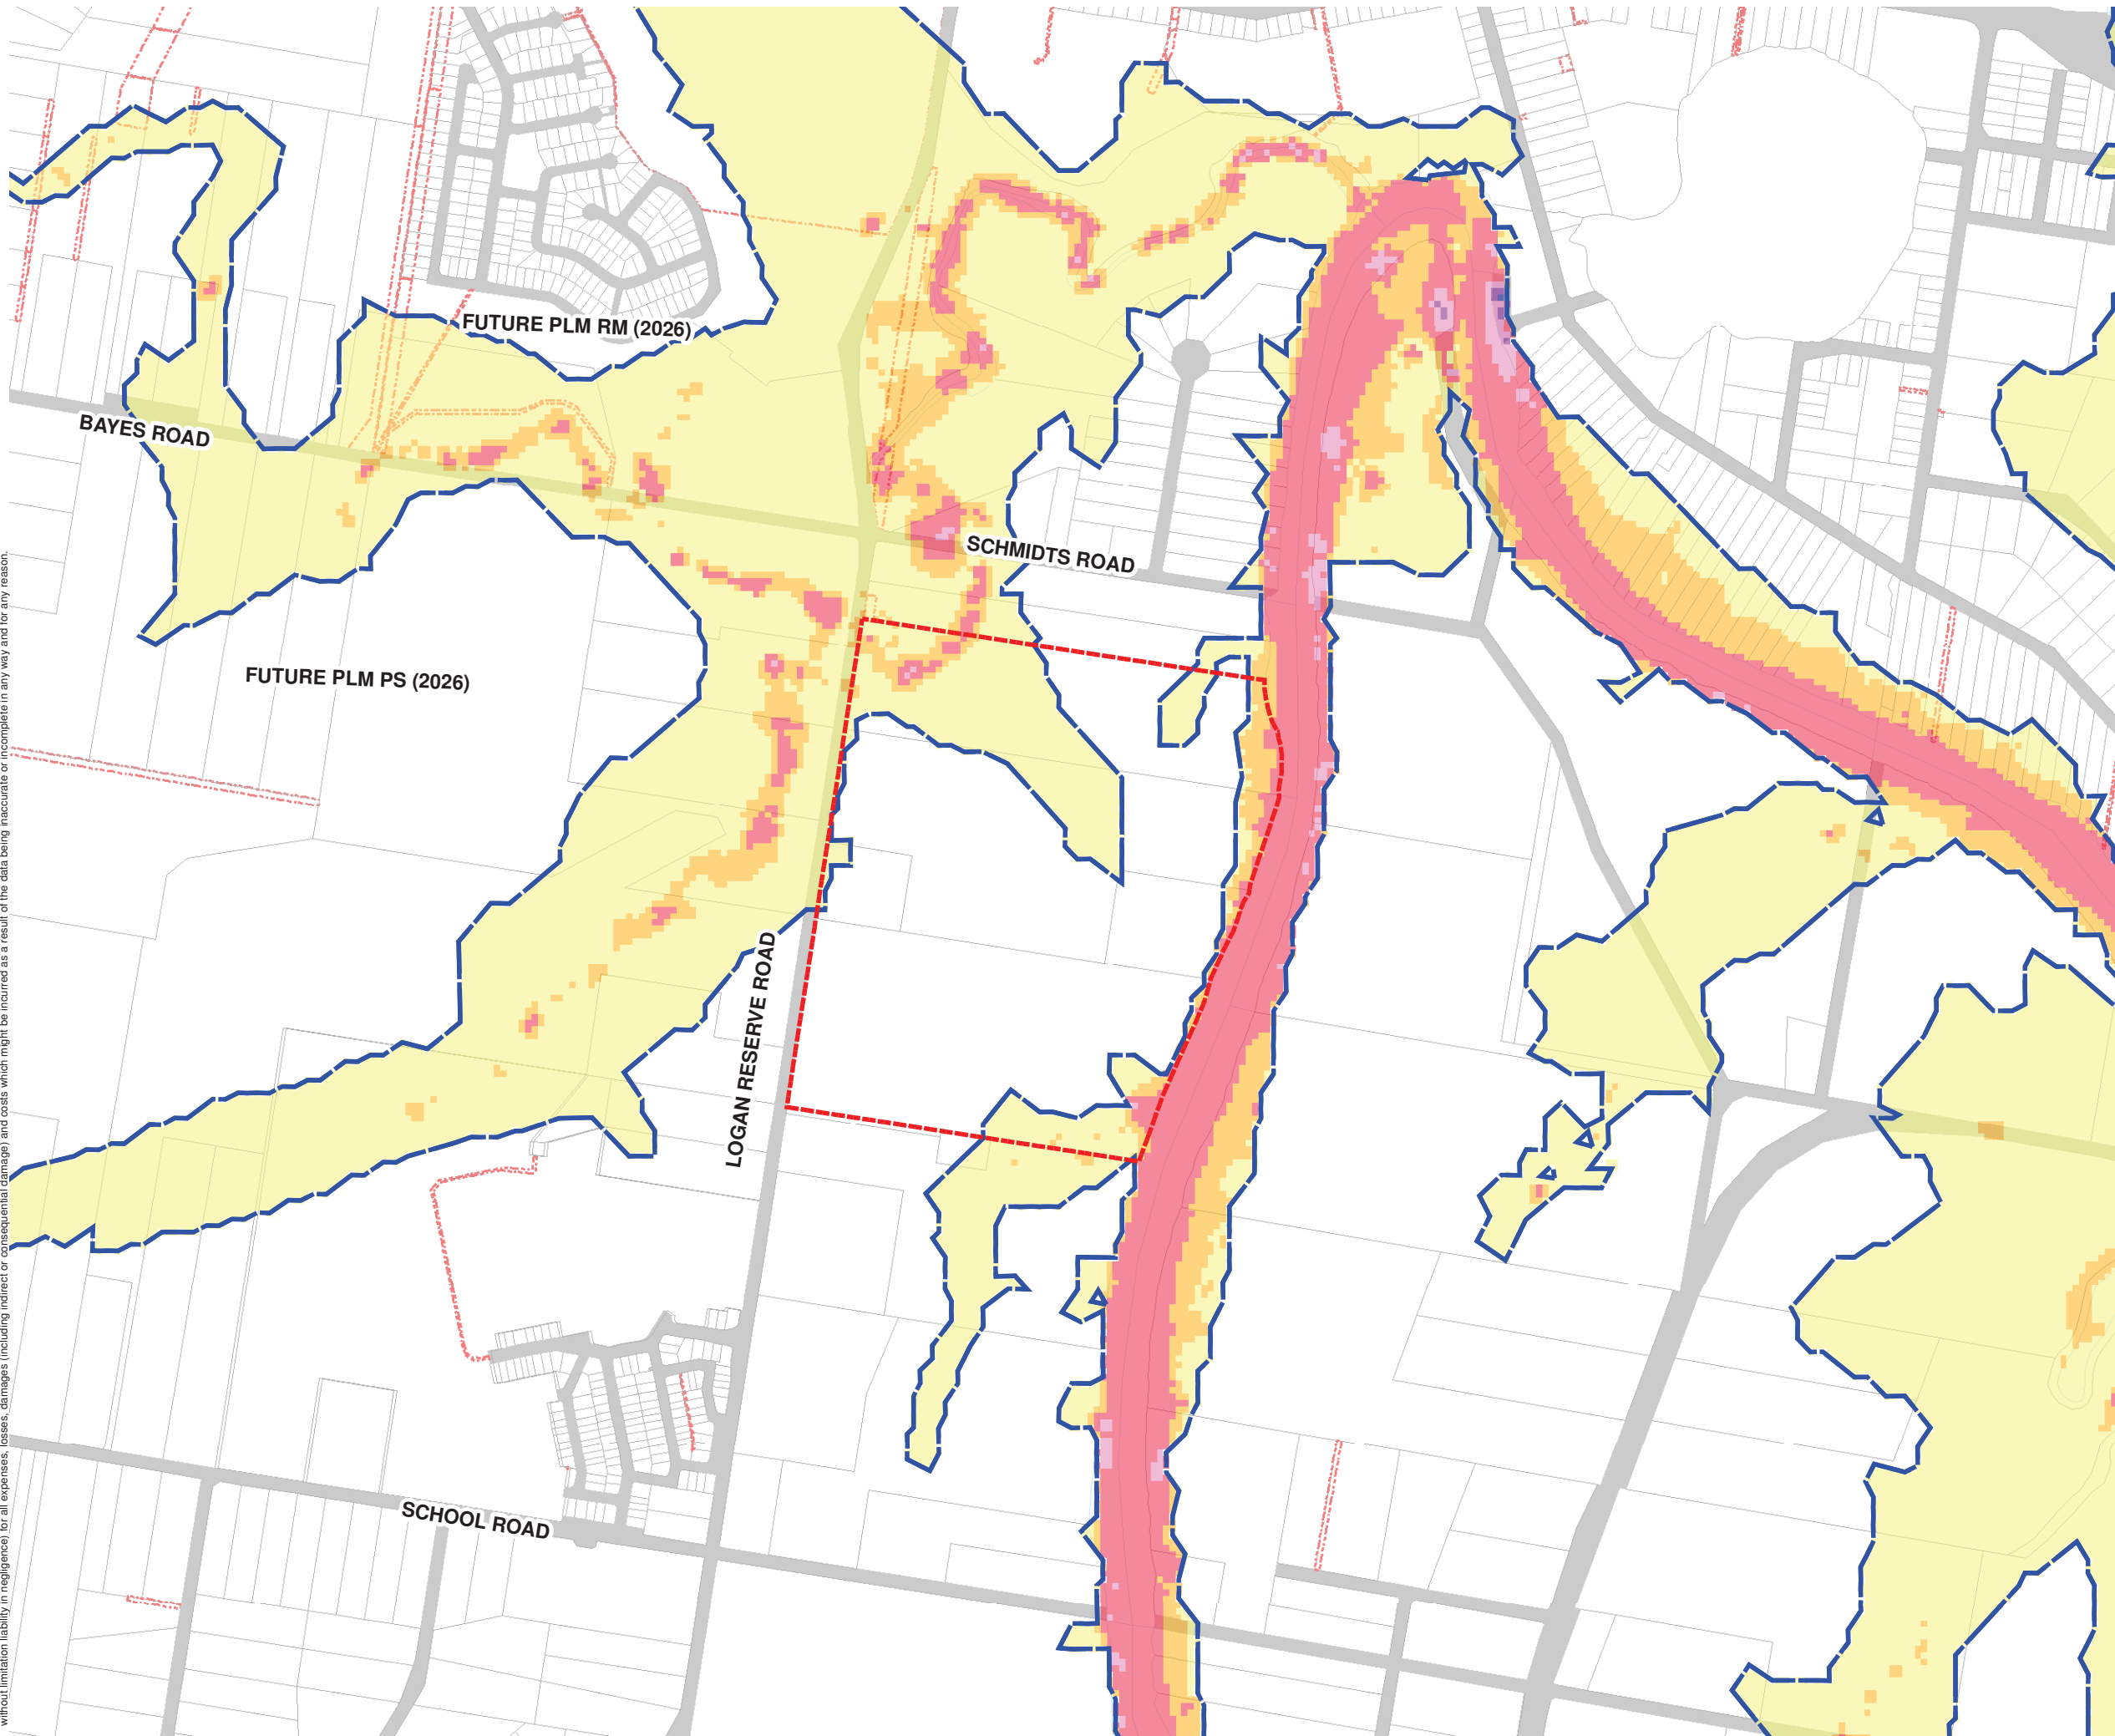 FUTURE PLM RM (2026)
BAYES ROAD
SCHMIDTS ROAD
FUTURE PLM PS (2026)
LOGAN RESERVE ROAD
SCHOOL ROAD
without limitation liability in negligence) for all expenses, losses, damages (including indirect or consequential damage) and costs which might be incurred as a result of the data being inaccurate or incomplete in any way and for any reason.